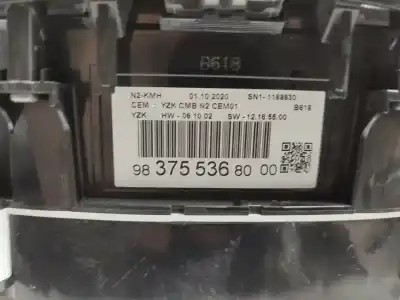 B618
N2-KMH 01.10.2020 SN1-1188830
CEM : YZK CMB N2 CEM01 B618
YZK HW - 06.10.02 SW - 12.16.55.00
98 375 536 80 00